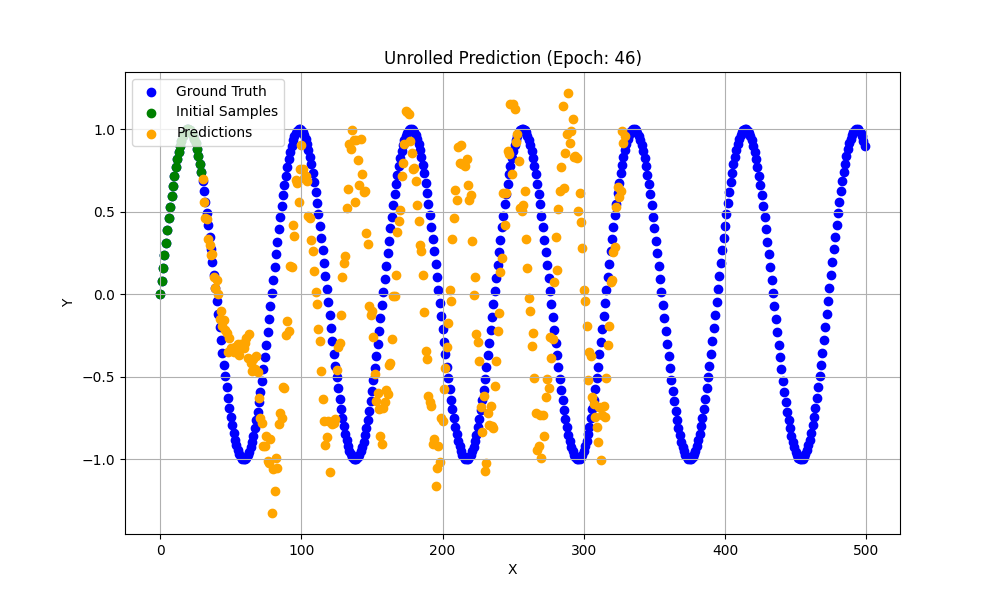 Unrolled Prediction (Epoch: 46)
Ground Truth
Initial Samples
Predictions
1.0
0.5
0.0
−0.5
−1.0
Y
0 100 200 300 400 500
X